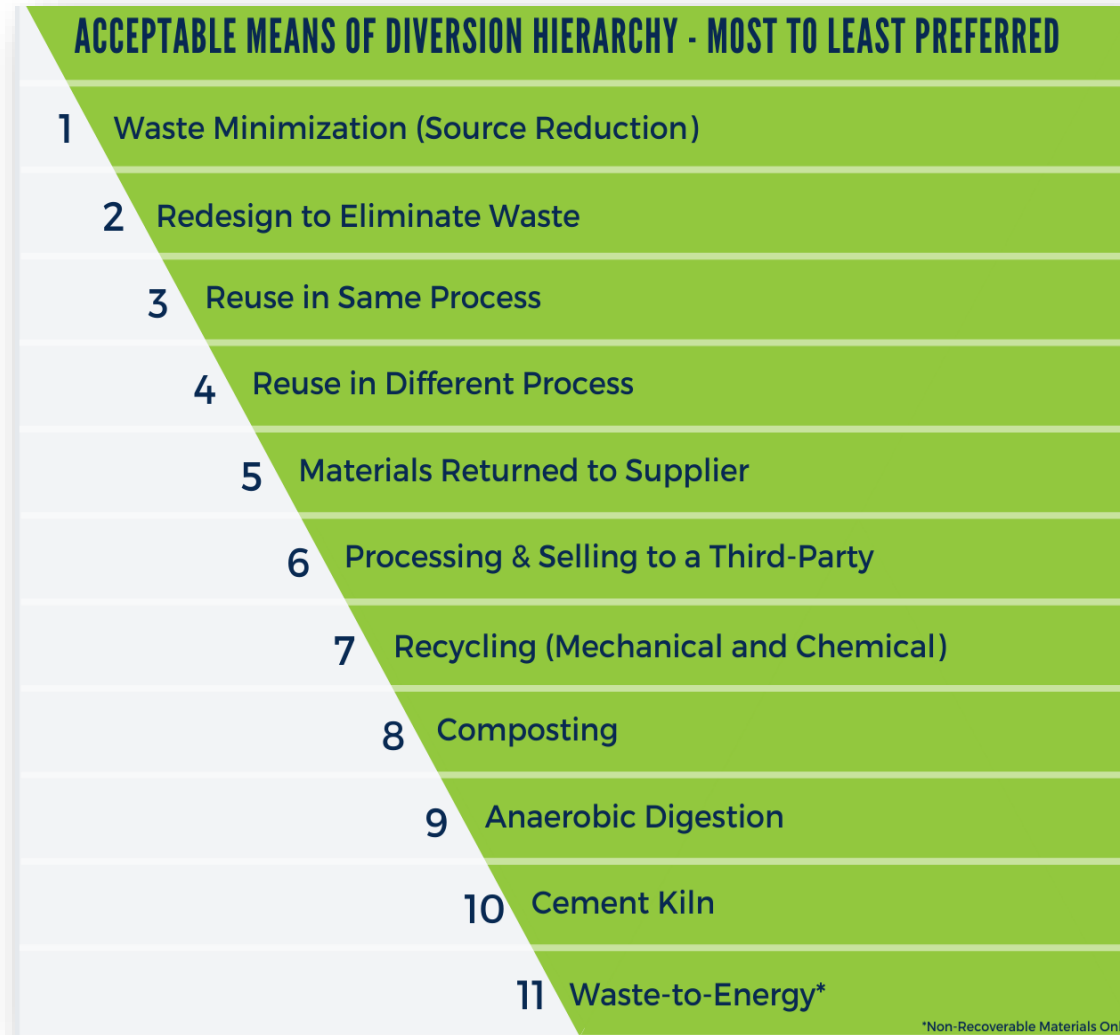 ACCEPTABLE MEANS OF DIVERSION HIERARCHY - MOST TO LEAST PREFERRED
1 Waste Minimization (Source Reduction)
2 Redesign to Eliminate Waste
3 Reuse in Same Process
4 Reuse in Different Process
5 Materials Returned to Supplier
6 Processing & Selling to a Third-Party
7 Recycling (Mechanical and Chemical)
8 Composting
9 Anaerobic Digestion
10 Cement Kiln
11 Waste-to-Energy*
*Non-Recoverable Materials